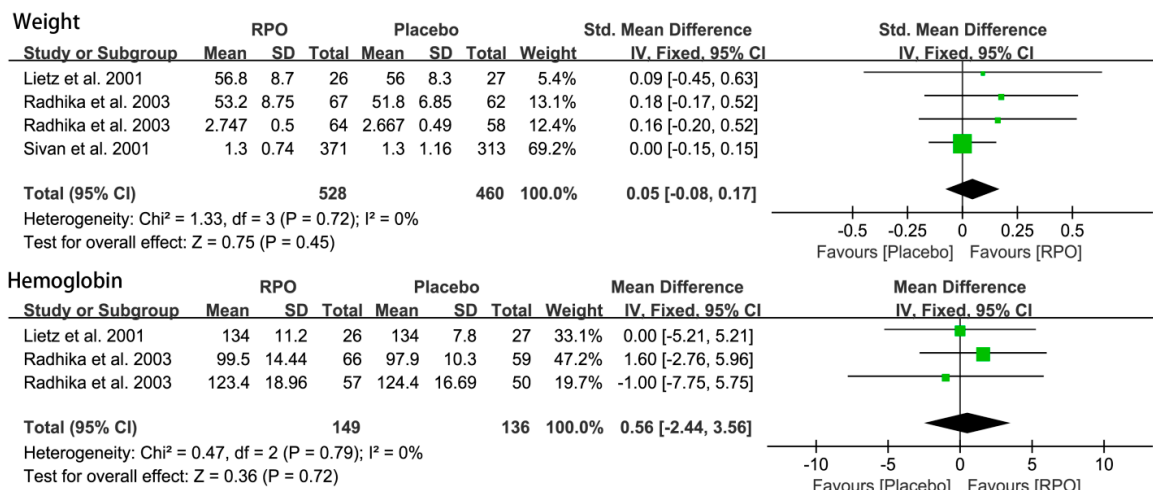 Weight
RPO Placebo Std. Mean Difference Std. Mean Difference
Study or Subgroup Mean SD Total Mean SD Total Weight IV, Fixed, 95% CI IV, Fixed, 95% CI
Lietz et al. 2001 56.8 8.7 26 56 8.3 27 5.4% 0.09 [-0.45, 0.63]
Radhika et al. 2003 53.2 8.75 67 51.8 6.85 62 13.1% 0.18 [-0.17, 0.52]
Radhika et al. 2003 2.747 0.5 64 2.667 0.49 58 12.4% 0.16 [-0.20, 0.52]
Sivan et al. 2001 1.3 0.74 371 1.3 1.16 313 69.2% 0.00 [-0.15, 0.15]
Total (95% CI) 528 460 100.0% 0.05 [-0.08, 0.17]
Heterogeneity: Chi² = 1.33, df = 3 (P = 0.72); I² = 0%
Test for overall effect: Z = 0.75 (P = 0.45)
-0.5 -0.25 0 0.25 0.5
Favours [Placebo] Favours [RPO]
Hemoglobin
RPO Placebo Mean Difference Mean Difference
Study or Subgroup Mean SD Total Mean SD Total Weight IV, Fixed, 95% CI IV, Fixed, 95% CI
Lietz et al. 2001 134 11.2 26 134 7.8 27 33.1% 0.00 [-5.21, 5.21]
Radhika et al. 2003 99.5 14.44 66 97.9 10.3 59 47.2% 1.60 [-2.76, 5.96]
Radhika et al. 2003 123.4 18.96 57 124.4 16.69 50 19.7% -1.00 [-7.75, 5.75]
Total (95% CI) 149 136 100.0% 0.56 [-2.44, 3.56]
Heterogeneity: Chi² = 0.47, df = 2 (P = 0.79); I² = 0%
Test for overall effect: Z = 0.36 (P = 0.72)
-10 -5 0 5 10
Favours [Placebo] Favours [RPO]